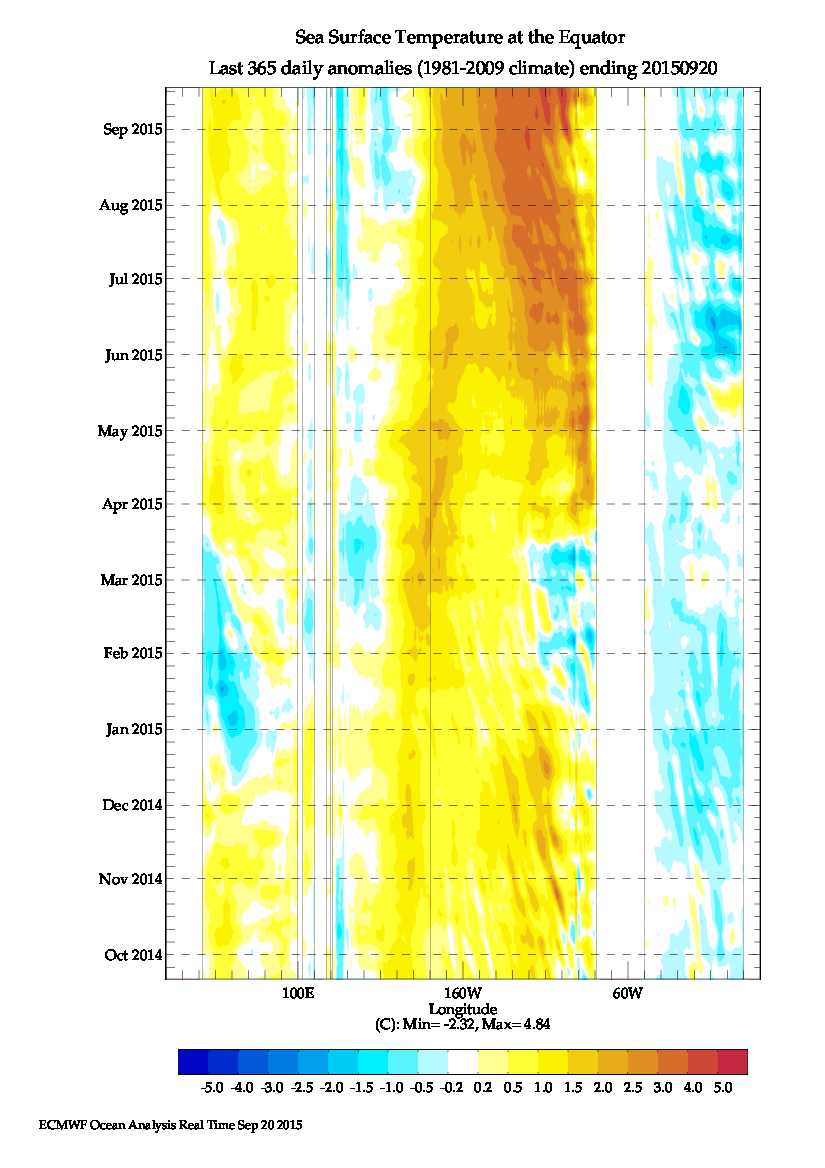 Sea Surface Temperature at the Equator
Last 365 daily anomalies (1981-2009 climate) ending 20150920
Sep 2015
Aug 2015
Jul 2015
Jun 2015
May 2015
Apr 2015
Mar 2015
Feb 2015
Jan 2015
Dec 2014
Nov 2014
Oct 2014
100E 160W 60W
Longitude
(C): Min= -2.32, Max= 4.84
-5.0 -4.0 -3.0 -2.5 -2.0 -1.5 -1.0 -0.5 -0.2 0.2 0.5 1.0 1.5 2.0 2.5 3.0 4.0 5.0
ECMWF Ocean Analysis Real Time Sep 20 2015